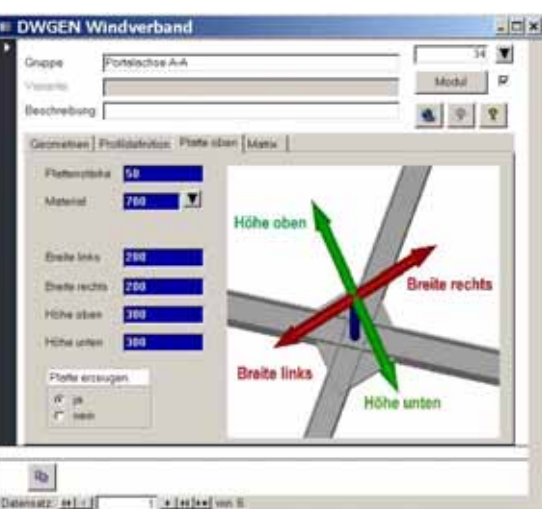 DWGEN Windverband
Gruppe Portalachse A-A
34
Variante
Modul
Beschreibung
Geometrien Profildefinition Platte oben Matrix
Plattenstärke 50
Material 700
Breite links 200
Breite rechts 200
Höhe oben 300
Höhe unten 300
Platte erzeugen
ja
nein
Höhe oben
Breite rechts
Breite links
Höhe unten
Datensatz: 1 von 6